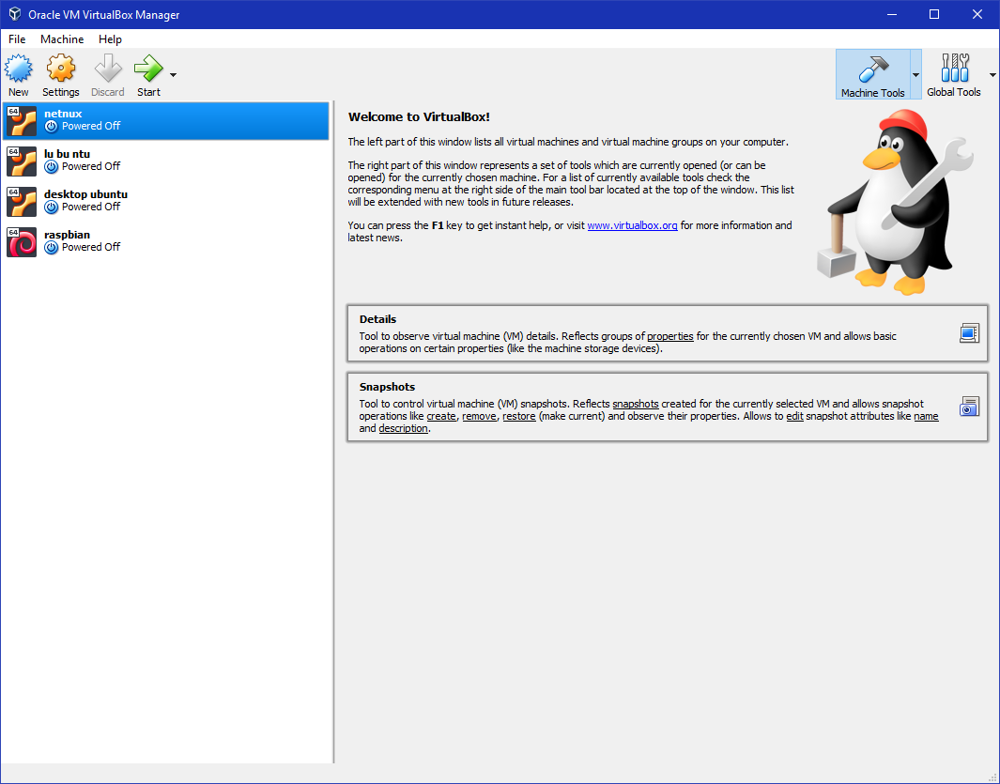 Oracle VM VirtualBox Manager
File Machine Help
New Settings Discard Start Machine Tools Global Tools
64 netnux
Powered Off
64 lu bu ntu
Powered Off
64 desktop ubuntu
Powered Off
64 raspbian
Powered Off
Welcome to VirtualBox!
The left part of this window lists all virtual machines and virtual machine groups on your computer.
The right part of this window represents a set of tools which are currently opened (or can be
opened) for the currently chosen machine. For a list of currently available tools check the
corresponding menu at the right side of the main tool bar located at the top of the window. This list
will be extended with new tools in future releases.
You can press the F1 key to get instant help, or visit www.virtualbox.org for more information and
latest news.
Details
Tool to observe virtual machine (VM) details. Reflects groups of properties for the currently chosen VM and allows basic
operations on certain properties (like the machine storage devices).
Snapshots
Tool to control virtual machine (VM) snapshots. Reflects snapshots created for the currently selected VM and allows snapshot
operations like create, remove, restore (make current) and observe their properties. Allows to edit snapshot attributes like name
and description.